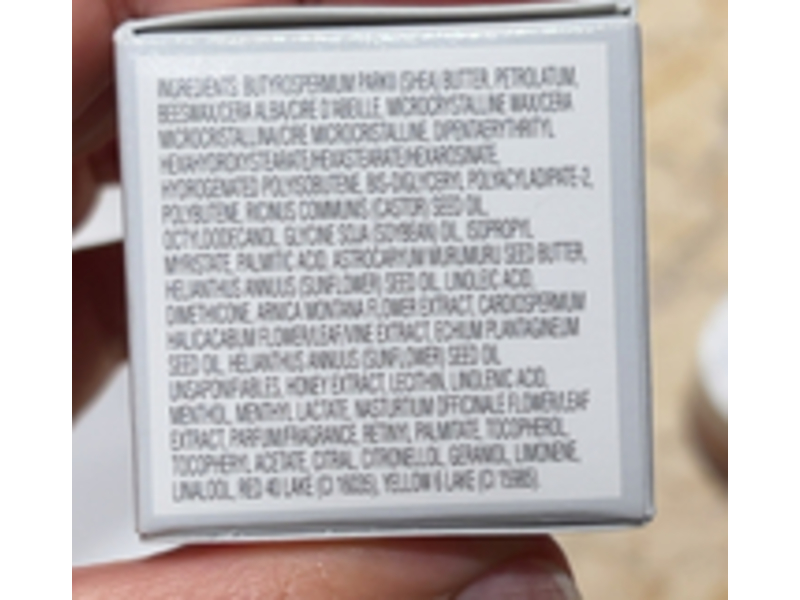 INGREDIENTS: BUTYROSPERMUM PARKII (SHEA) BUTTER, PETROLATUM,
BEESWAX/CERA ALBA/CIRE D'ABEILLE, MICROCRYSTALLINE WAX/CERA
MICROCRISTALLINA/CIRE MICROCRISTALLINE, DIPENTAERYTHRITYL
HEXAHYDROXYSTEARATE/HEXASTEARATE/HEXAROSINATE,
HYDROGENATED POLYISOBUTENE, BIS-DIGLYCERYL POLYACYLADIPATE-2,
POLYBUTENE, RICINUS COMMUNIS (CASTOR) SEED OIL,
OCTYLDODECANOL, GLYCINE SOJA (SOYBEAN) OIL, ISOPROPYL
MYRISTATE, PALMITIC ACID, ASTROCARYUM MURUMURU SEED BUTTER,
HELIANTHUS ANNUUS (SUNFLOWER) SEED OIL, LINOLEIC ACID,
DIMETHICONE, ARNICA MONTANA FLOWER EXTRACT, CARDIOSPERMUM
HALICACABUM FLOWER/LEAF/VINE EXTRACT, ECHIUM PLANTAGINEUM
SEED OIL, HELIANTHUS ANNUUS (SUNFLOWER) SEED OIL
UNSAPONIFIABLES, HONEY EXTRACT, LECITHIN, LINOLENIC ACID,
MENTHOL, MENTHYL LACTATE, NASTURTIUM OFFICINALE FLOWER/LEAF
EXTRACT, PARFUM/FRAGRANCE, RETINYL PALMITATE, TOCOPHEROL,
TOCOPHERYL ACETATE, CITRAL, CITRONELLOL, GERANIOL, LIMONENE,
LINALOOL, RED 40 LAKE (CI 16035), YELLOW 6 LAKE (CI 15985).